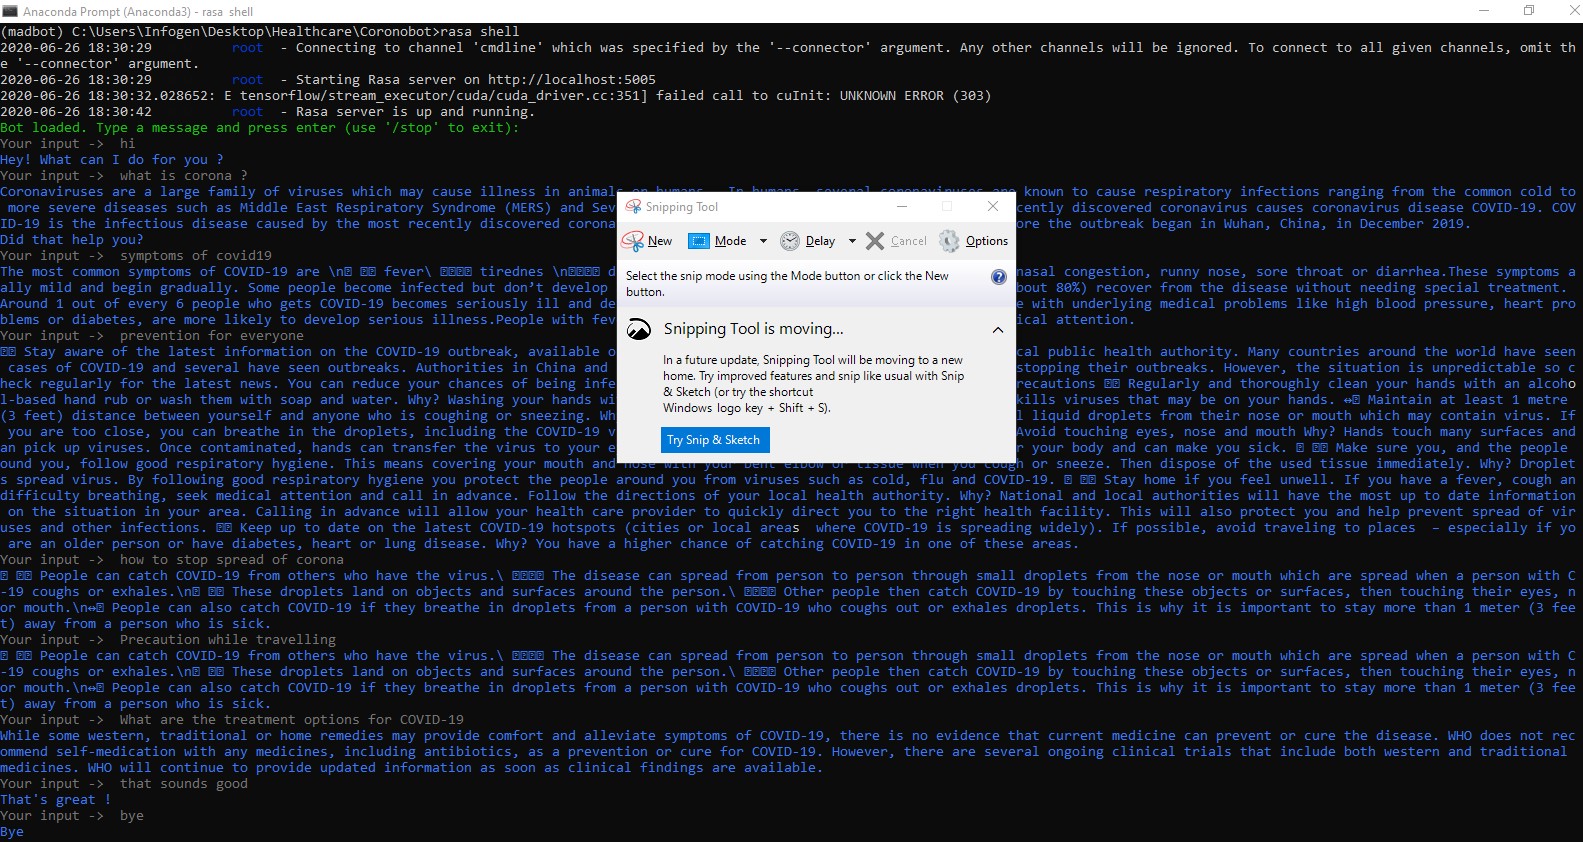 Anaconda Prompt (Anaconda3) - rasa shell
(madbot) C:\Users\Infogen\Desktop\Healthcare\Coronobot>rasa shell
2020-06-26 18:30:29 root - Connecting to channel 'cmdline' which was specified by the '--connector' argument. Any other channels will be ignored. To connect to all given channels, omit th
e '--connector' argument.
2020-06-26 18:30:29 root - Starting Rasa server on http://localhost:5005
2020-06-26 18:30:32.028652: E tensorflow/stream_executor/cuda/cuda_driver.cc:351] failed call to cuInit: UNKNOWN ERROR (303)
2020-06-26 18:30:42 root - Rasa server is up and running.
Bot loaded. Type a message and press enter (use '/stop' to exit):
Your input -> hi
Hey! What can I do for you ?
Your input -> what is corona ?
Coronaviruses are a large family of viruses which may cause illness in animals or humans. In humans, several coronaviruses are known to cause respiratory infections ranging from the common cold to
more severe diseases such as Middle East Respiratory Syndrome (MERS) and Sev
cently discovered coronavirus causes coronavirus disease COVID-19. COV
ID-19 is the infectious disease caused by the most recently discovered corona
ore the outbreak began in Wuhan, China, in December 2019.
Did that help you?
Your input -> symptoms of covid19
The most common symptoms of COVID-19 are \n fever\ tirednes \n d
nasal congestion, runny nose, sore throat or diarrhea.These symptoms a
ally mild and begin gradually. Some people become infected but don't develop
bout 80%) recover from the disease without needing special treatment.
Around 1 out of every 6 people who gets COVID-19 becomes seriously ill and de
e with underlying medical problems like high blood pressure, heart pro
blems or diabetes, are more likely to develop serious illness.People with fev
ical attention.
Your input -> prevention for everyone
Stay aware of the latest information on the COVID-19 outbreak, available o
cal public health authority. Many countries around the world have seen
cases of COVID-19 and several have seen outbreaks. Authorities in China and
stopping their outbreaks. However, the situation is unpredictable so c
heck regularly for the latest news. You can reduce your chances of being infe
recautions Regularly and thoroughly clean your hands with an alcoho
l-based hand rub or wash them with soap and water. Why? Washing your hands wi
kills viruses that may be on your hands. ↔ Maintain at least 1 metre
(3 feet) distance between yourself and anyone who is coughing or sneezing. Wh
l liquid droplets from their nose or mouth which may contain virus. If
you are too close, you can breathe in the droplets, including the COVID-19 v
Avoid touching eyes, nose and mouth Why? Hands touch many surfaces and
an pick up viruses. Once contaminated, hands can transfer the virus to your e
r your body and can make you sick. Make sure you, and the people
ound you, follow good respiratory hygiene. This means covering your mouth and nose with your bent elbow or tissue when you cough or sneeze. Then dispose of the used tissue immediately. Why? Droplet
s spread virus. By following good respiratory hygiene you protect the people around you from viruses such as cold, flu and COVID-19. Stay home if you feel unwell. If you have a fever, cough an
difficulty breathing, seek medical attention and call in advance. Follow the directions of your local health authority. Why? National and local authorities will have the most up to date information
on the situation in your area. Calling in advance will allow your health care provider to quickly direct you to the right health facility. This will also protect you and help prevent spread of vir
uses and other infections. Keep up to date on the latest COVID-19 hotspots (cities or local areas where COVID-19 is spreading widely). If possible, avoid traveling to places – especially if yo
are an older person or have diabetes, heart or lung disease. Why? You have a higher chance of catching COVID-19 in one of these areas.
Your input -> how to stop spread of corona
People can catch COVID-19 from others who have the virus.\ The disease can spread from person to person through small droplets from the nose or mouth which are spread when a person with C
-19 coughs or exhales.\n These droplets land on objects and surfaces around the person.\ Other people then catch COVID-19 by touching these objects or surfaces, then touching their eyes, n
or mouth.\n↔ People can also catch COVID-19 if they breathe in droplets from a person with COVID-19 who coughs out or exhales droplets. This is why it is important to stay more than 1 meter (3 fee
t) away from a person who is sick.
Your input -> Precaution while travelling
People can catch COVID-19 from others who have the virus.\ The disease can spread from person to person through small droplets from the nose or mouth which are spread when a person with C
-19 coughs or exhales.\n These droplets land on objects and surfaces around the person.\ Other people then catch COVID-19 by touching these objects or surfaces, then touching their eyes, n
or mouth.\n↔ People can also catch COVID-19 if they breathe in droplets from a person with COVID-19 who coughs out or exhales droplets. This is why it is important to stay more than 1 meter (3 fee
t) away from a person who is sick.
Your input -> What are the treatment options for COVID-19
While some western, traditional or home remedies may provide comfort and alleviate symptoms of COVID-19, there is no evidence that current medicine can prevent or cure the disease. WHO does not rec
ommend self-medication with any medicines, including antibiotics, as a prevention or cure for COVID-19. However, there are several ongoing clinical trials that include both western and traditional
medicines. WHO will continue to provide updated information as soon as clinical findings are available.
Your input -> that sounds good
That's great !
Your input -> bye
Bye
Snipping Tool
New Mode Delay Cancel Options
Select the snip mode using the Mode button or click the New
button.
Snipping Tool is moving...
In a future update, Snipping Tool will be moving to a new
home. Try improved features and snip like usual with Snip
& Sketch (or try the shortcut
Windows logo key + Shift + S).
Try Snip & Sketch